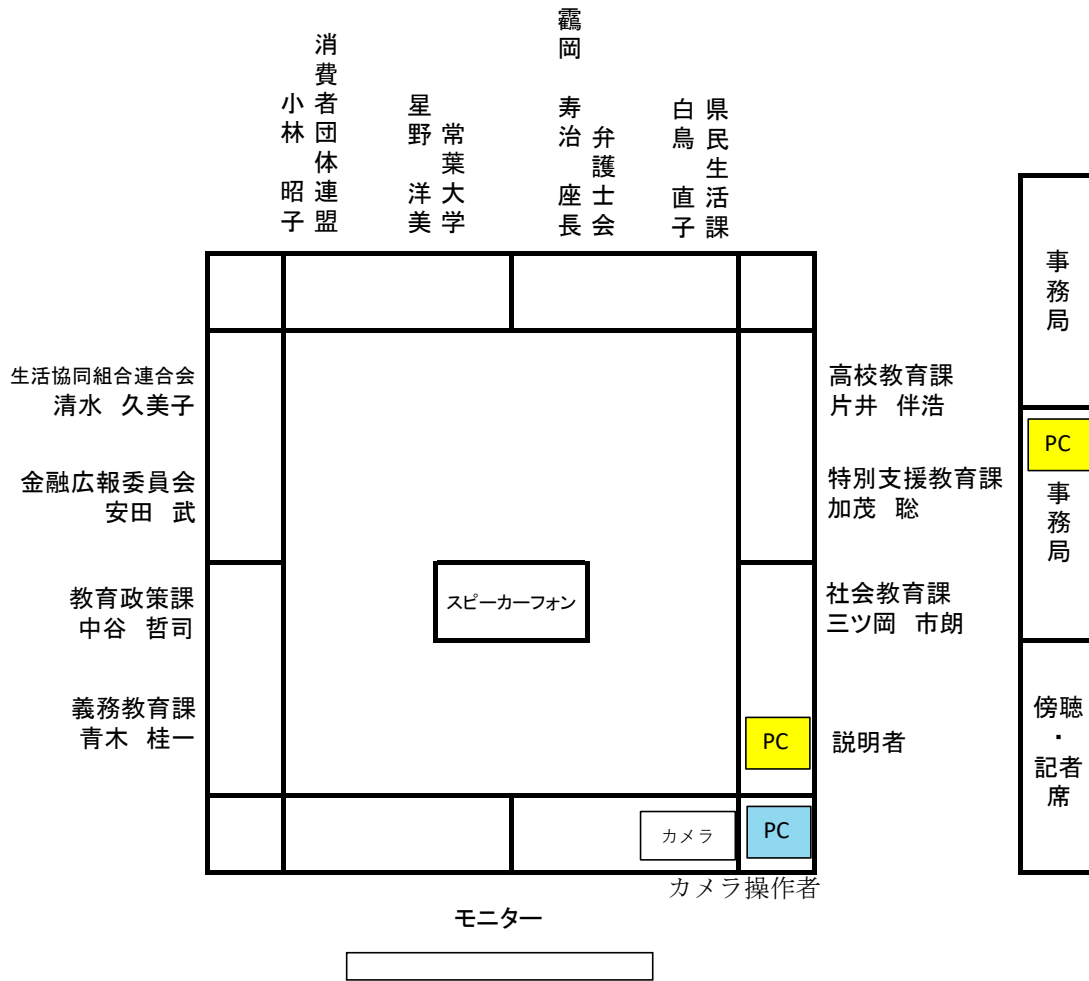 消費者団体連盟
小林　昭子
常葉大学
星野　洋美
弁護士会
靍岡　寿治　座長
県民生活課
白鳥　直子
生活協同組合連合会
清水　久美子
金融広報委員会
安田　武
教育政策課
中谷　哲司
義務教育課
青木　桂一
スピーカーフォン
高校教育課
片井　伴浩
特別支援教育課
加茂　聡
社会教育課
三ツ岡　市朗
PC
説明者
カメラ
PC
カメラ操作者
モニター
事務局
PC
事務局
傍聴
・
記者
席